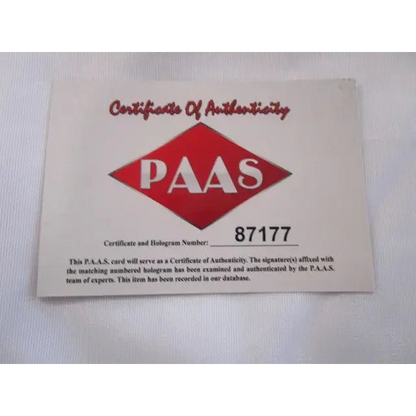 Certificate Of Authenticity
PAAS
Certificate and Hologram Number: 87177
This P.A.A.S. card will serve as a Certificate of Authenticity. The signature(s) affixed with
the matching numbered hologram has been examined and authenticated by the P.A.A.S.
team of experts. This item has been recorded in our database.